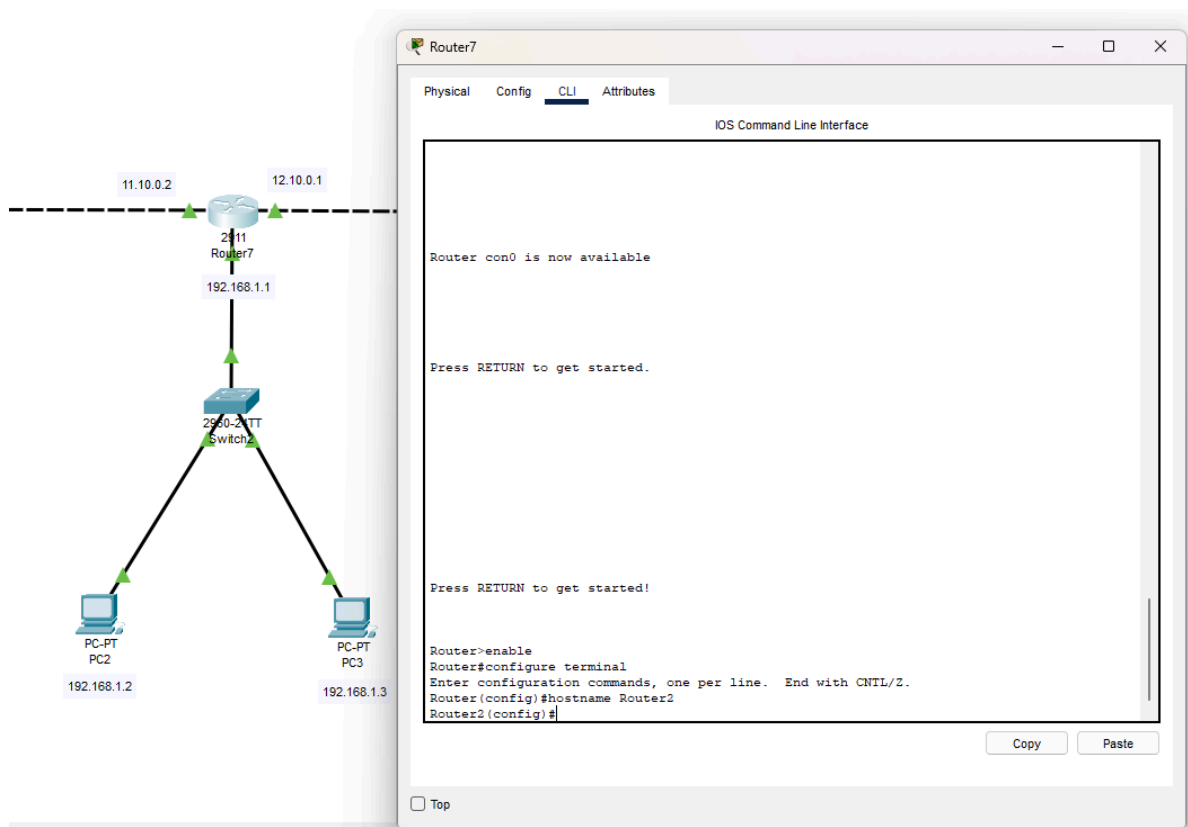 11.10.0.2
12.10.0.1
2911
Router7
192.168.1.1
2960-24TT
Switch2
PC-PT
PC2
192.168.1.2
PC-PT
PC3
192.168.1.3
Router7
Physical Config CLI Attributes
IOS Command Line Interface
Router con0 is now available
Press RETURN to get started.
Press RETURN to get started!
Router>enable
Router#configure terminal
Enter configuration commands, one per line.  End with CNTL/Z.
Router(config)#hostname Router2
Router2(config)#
Copy Paste
Top